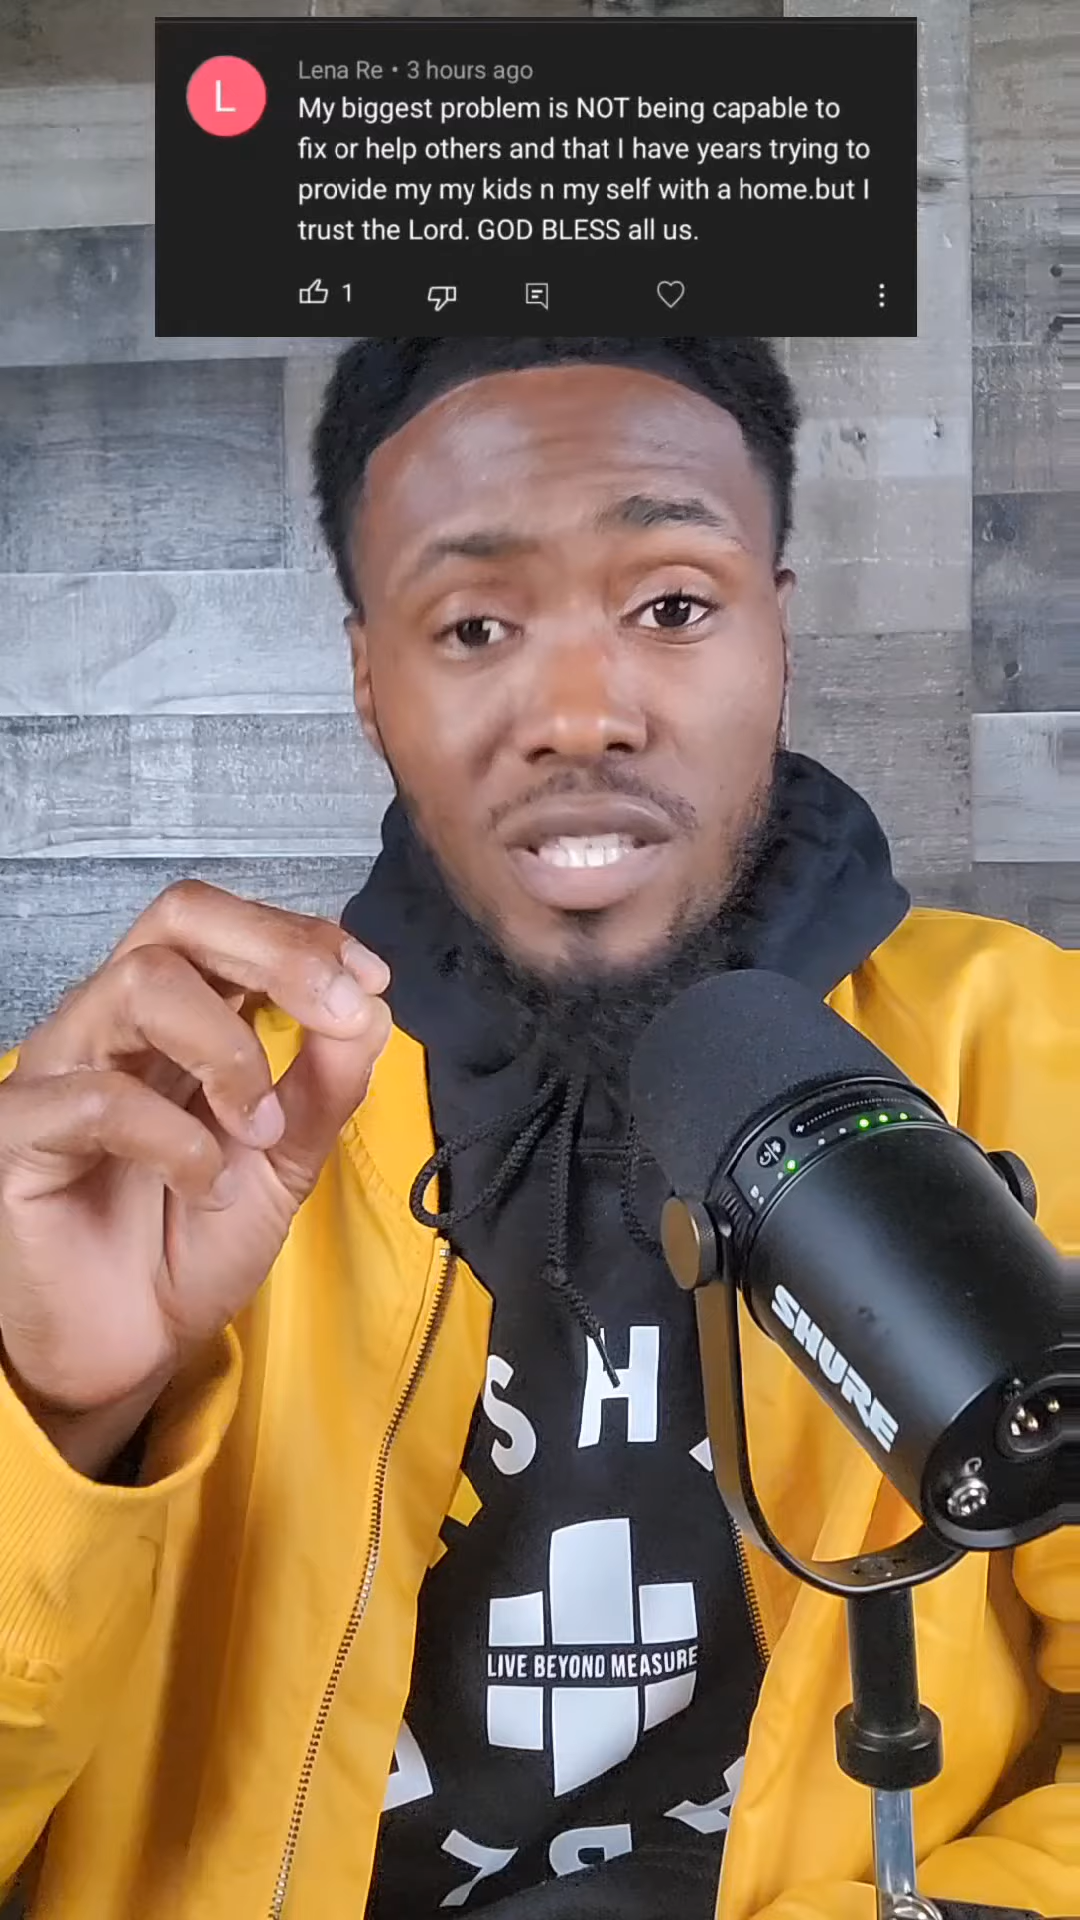 L
Lena Re • 3 hours ago
My biggest problem is NOT being capable to
fix or help others and that I have years trying to
provide my my kids n my self with a home.but I
trust the Lord. GOD BLESS all us.
1
SHURE
S H
LIVE BEYOND MEASURE